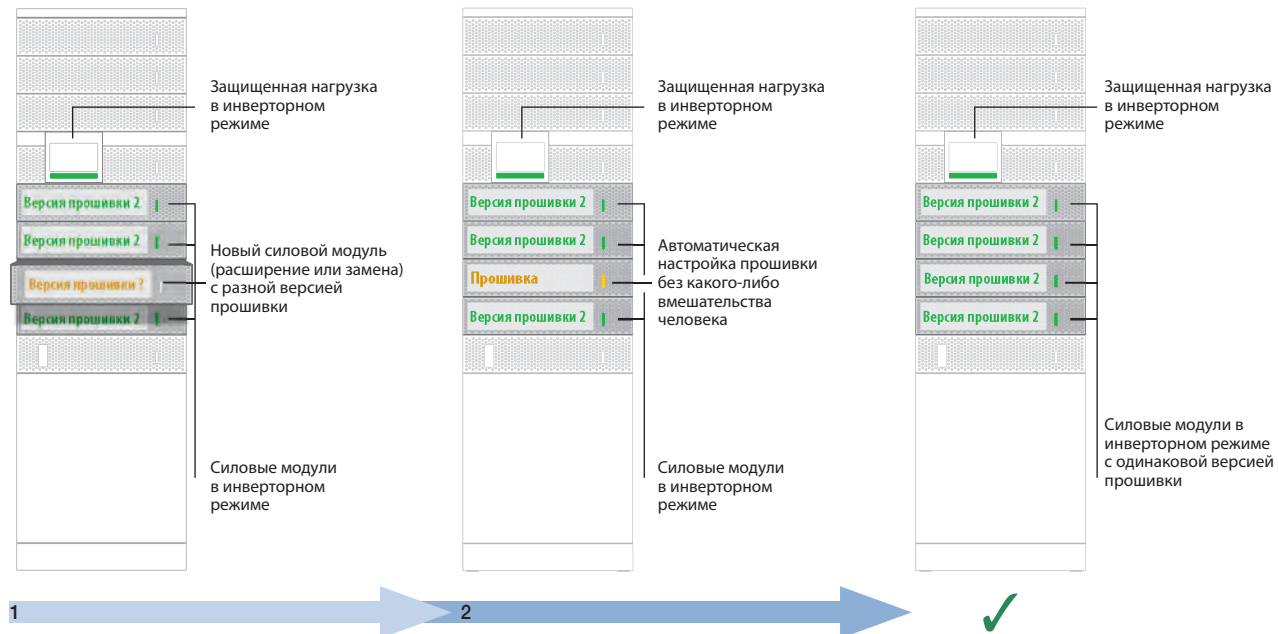 Защищенная нагрузка
в инверторном
режиме
Версия прошивки 2
Версия прошивки 2
Версия прошивки ?
Версия прошивки 2
Новый силовой модуль
(расширение или замена)
с разной версией
прошивки
Силовые модули
в инверторном
режиме
1
Защищенная нагрузка
в инверторном
режиме
Версия прошивки 2
Версия прошивки 2
Прошивка
Версия прошивки 2
Автоматическая
настройка прошивки
без какого-либо
вмешательства
человека
Силовые модули
в инверторном
режиме
2
Защищенная нагрузка
в инверторном
режиме
Версия прошивки 2
Версия прошивки 2
Версия прошивки 2
Версия прошивки 2
Силовые модули в
инверторном режиме
с одинаковой версией
прошивки